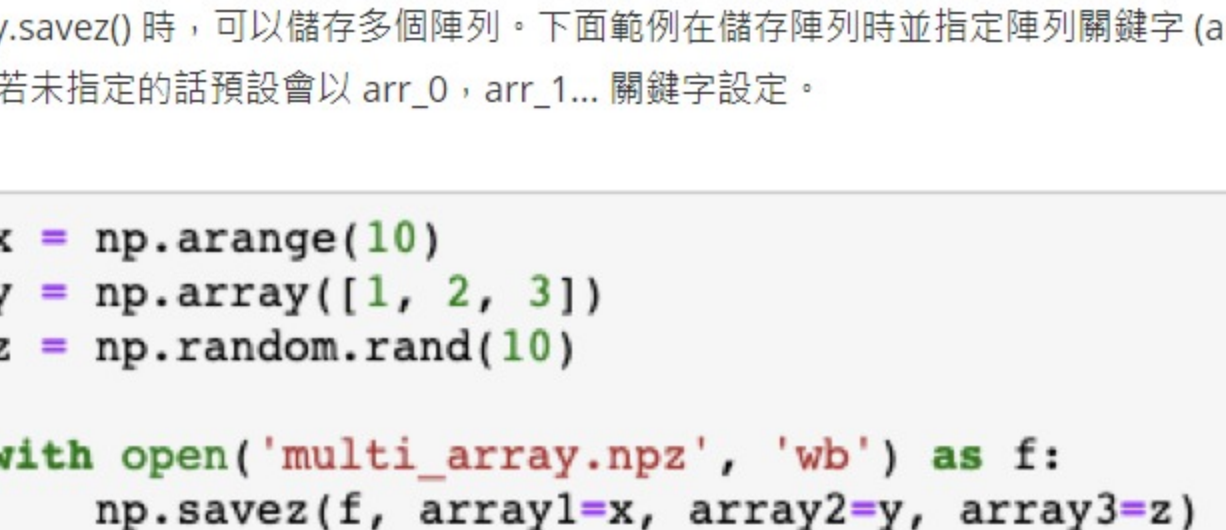 y.savez() 時，可以儲存多個陣列。下面範例在儲存陣列時並指定陣列關鍵字 (a
若未指定的話預設會以 arr_0，arr_1... 關鍵字設定。
x = np.arange(10)
y = np.array([1, 2, 3])
z = np.random.rand(10)
with open('multi_array.npz', 'wb') as f:
    np.savez(f, array1=x, array2=y, array3=z)